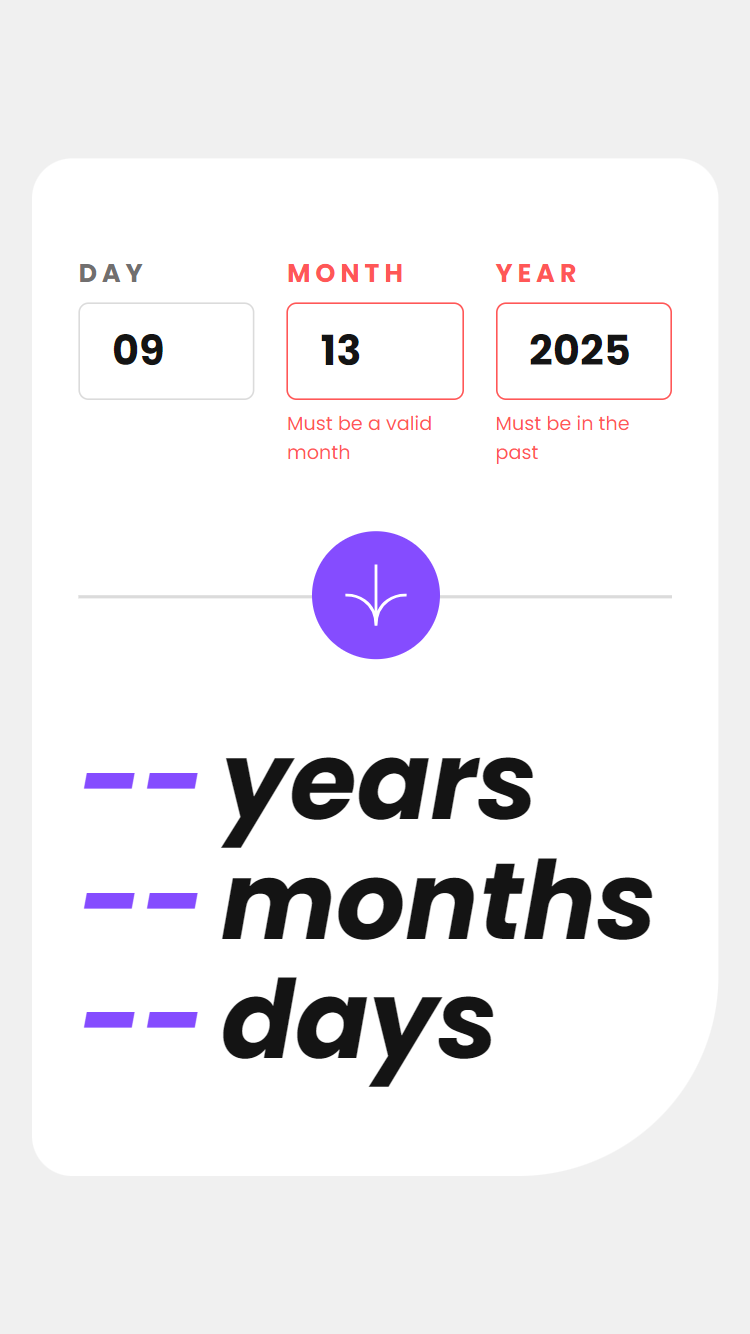 DAY MONTH YEAR
09 13 2025
Must be a valid month
Must be in the past
-- years
-- months
-- days